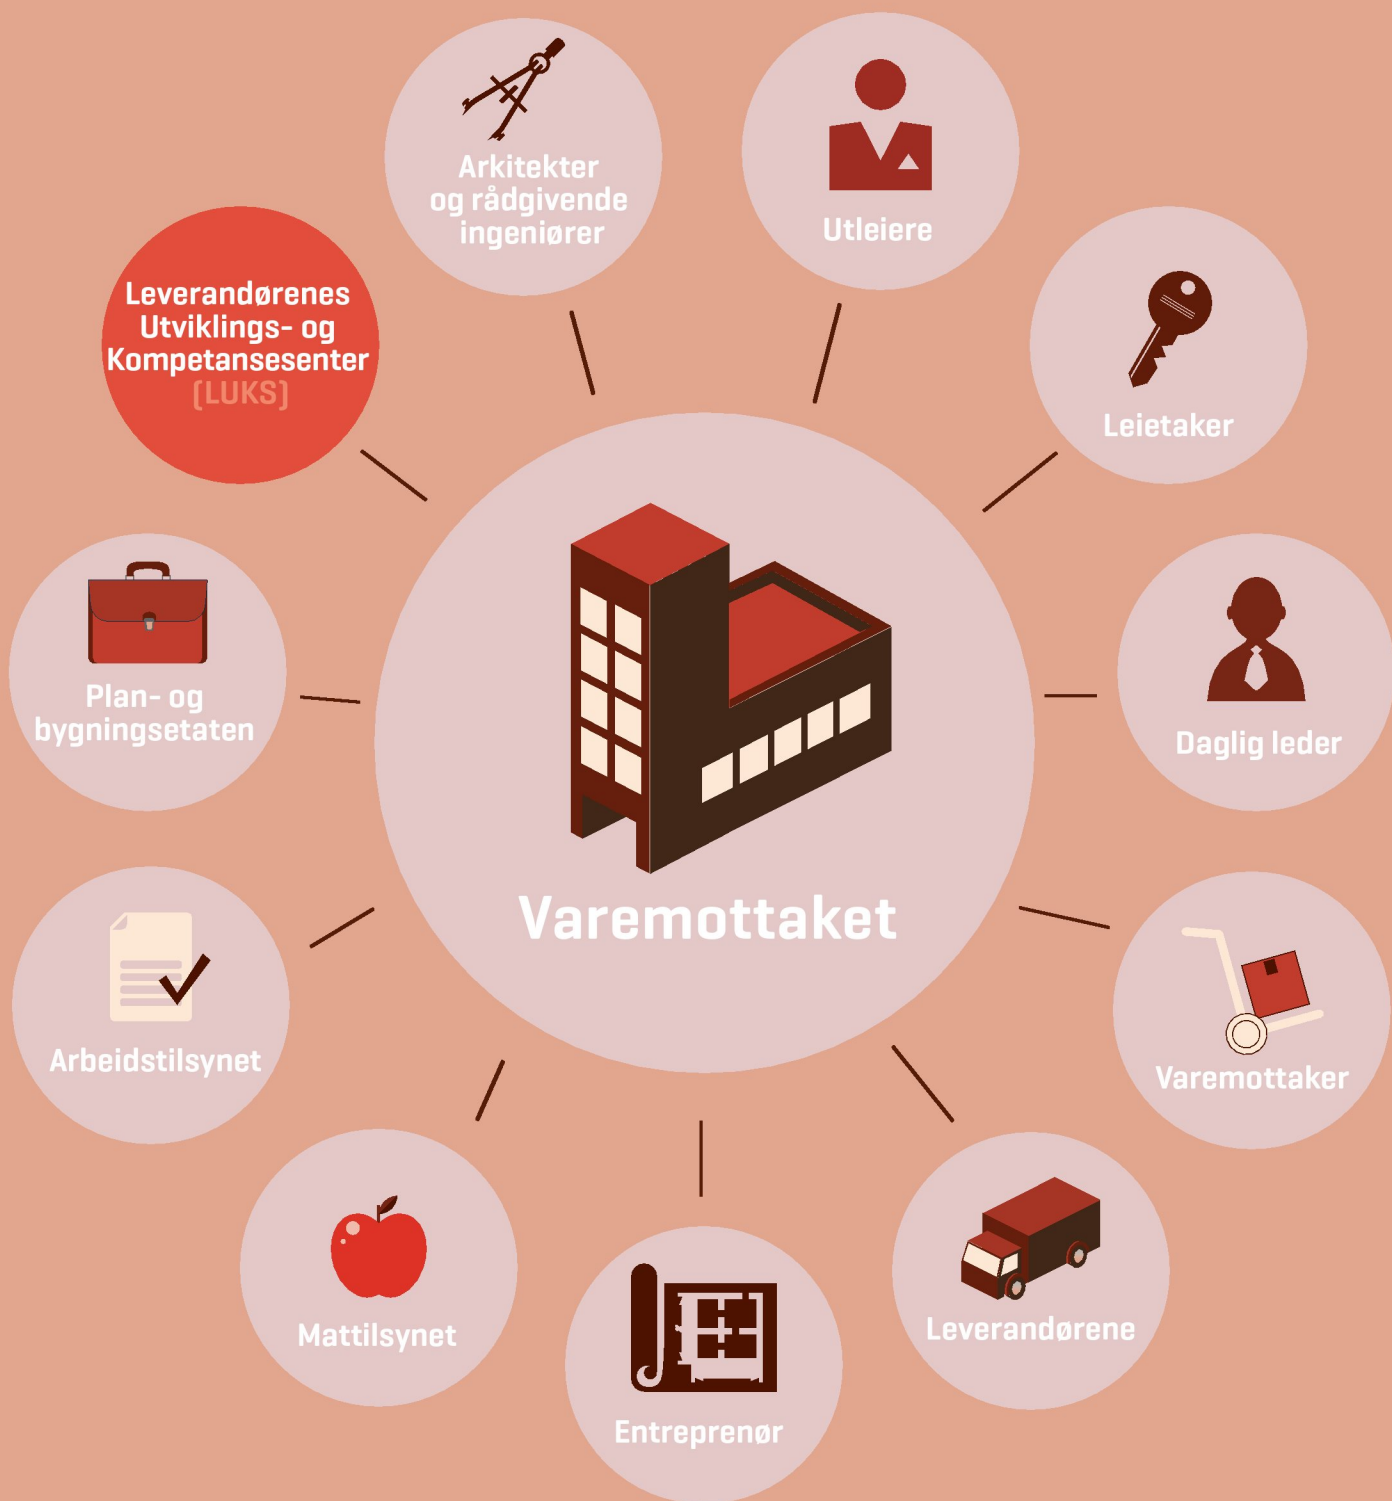 Arkitekter
og rådgivende
ingeniører
Utleiere
Leverandørenes
Utviklings- og
Kompetansesenter
(LUKS)
Leietaker
Plan- og
bygningsetaten
Daglig leder
Varemottaket
Arbeidstilsynet
Varemottaker
Mattilsynet
Leverandørene
Entreprenør